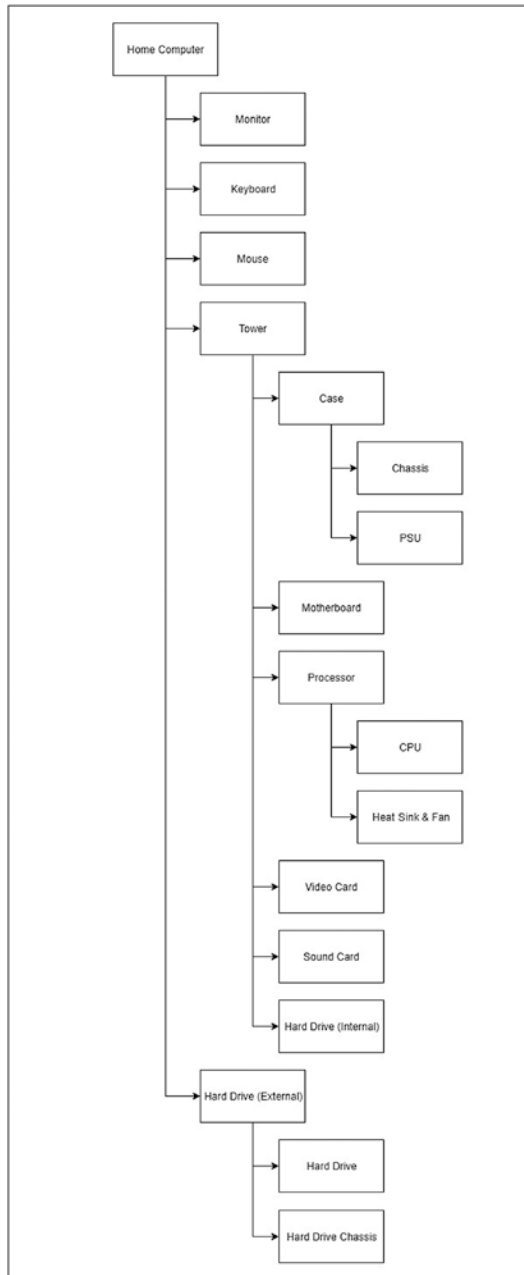 Home Computer
Monitor
Keyboard
Mouse
Tower
Case
Chassis
PSU
Motherboard
Processor
CPU
Heat Sink & Fan
Video Card
Sound Card
Hard Drive (Internal)
Hard Drive (External)
Hard Drive
Hard Drive Chassis